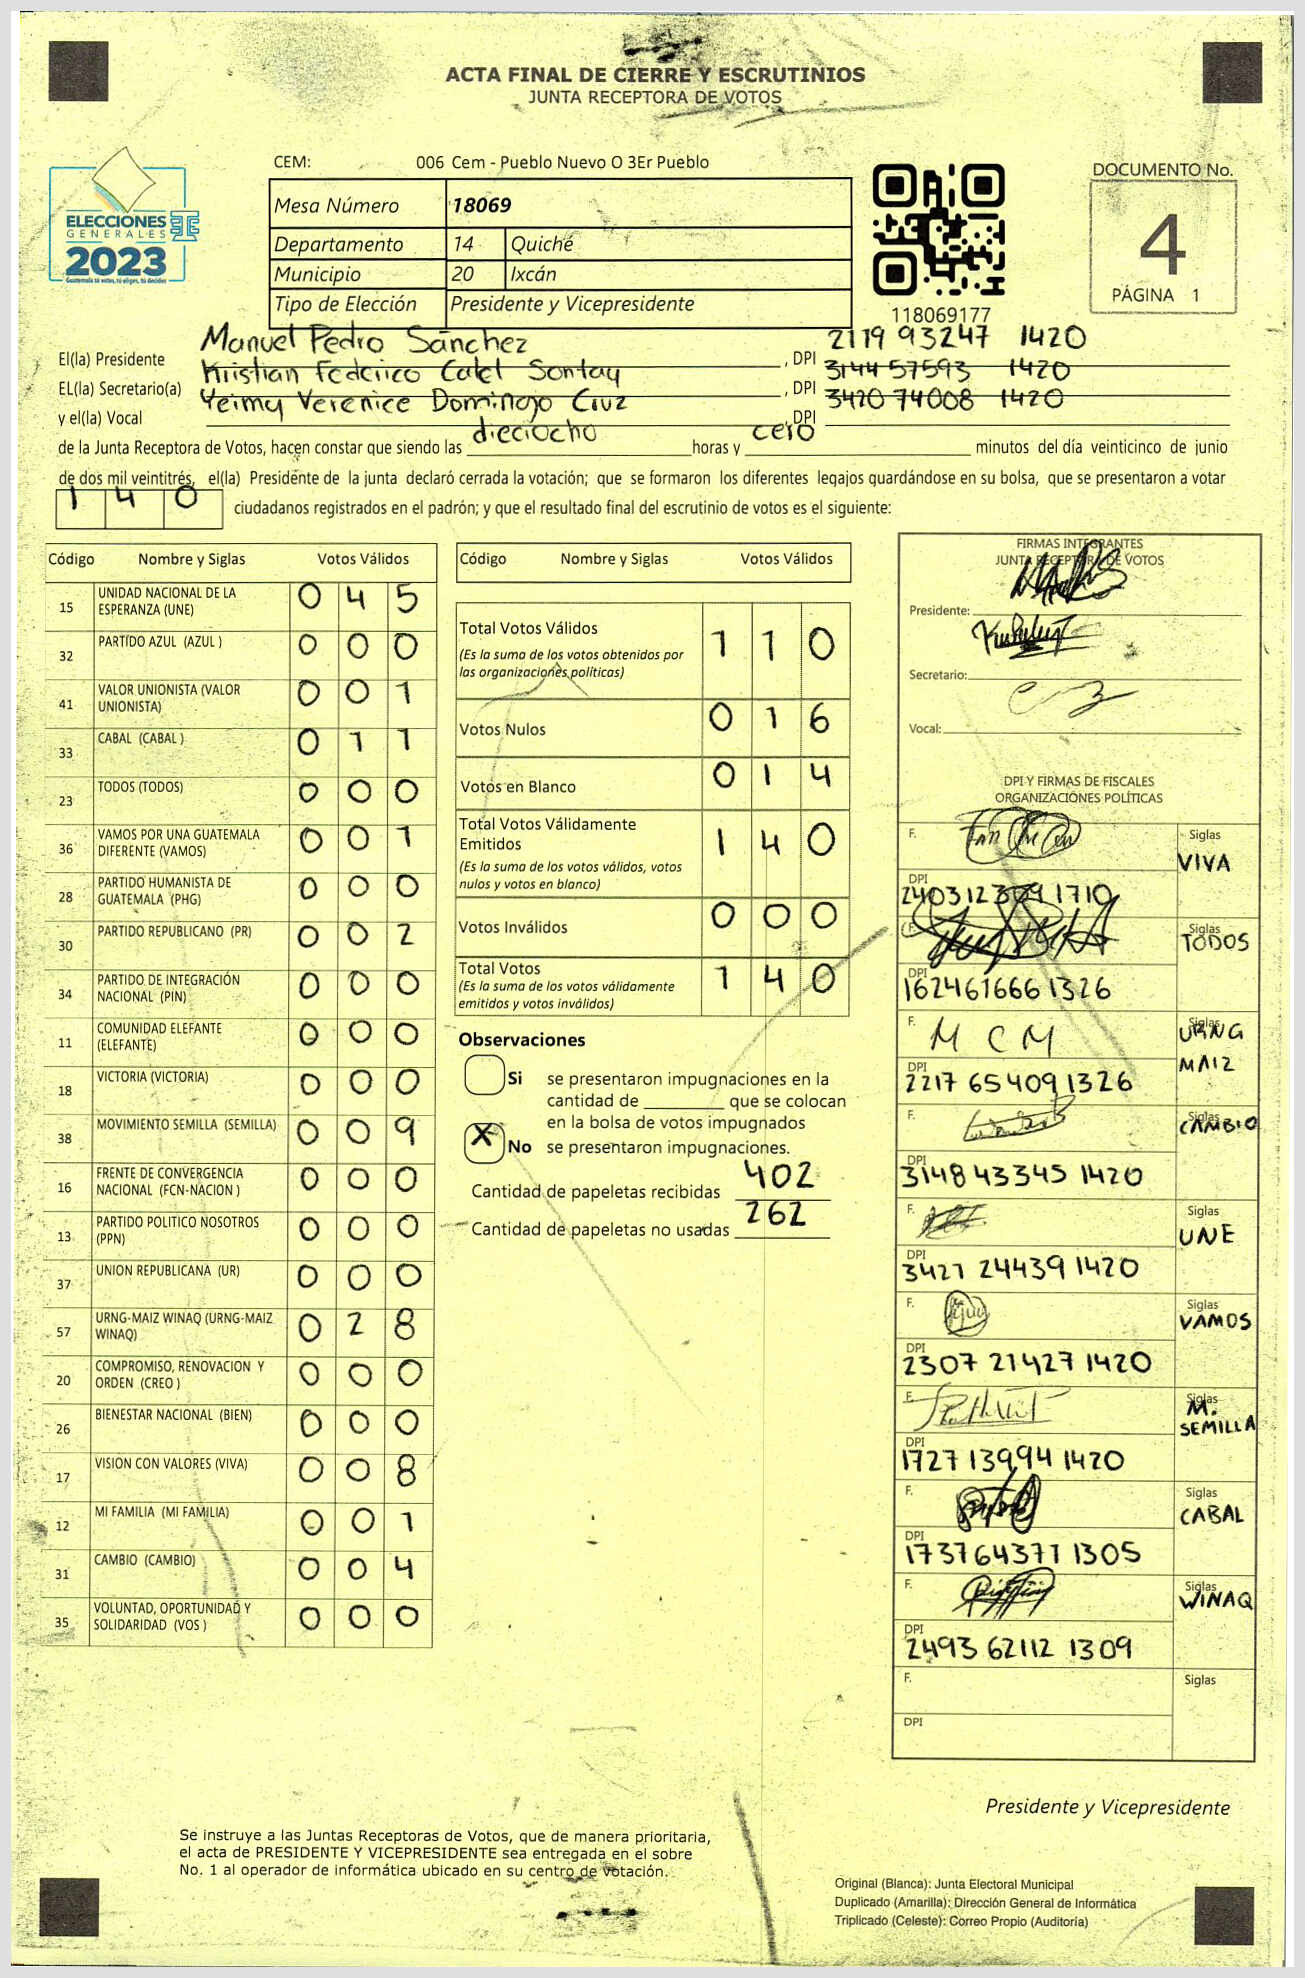 ACTA FINAL DE CIERRE Y ESCRUTINIOS
JUNTA RECEPTORA DE VOTOS
ELECCIONES
GENERALES
2023
Guatemala tú votas, tú eliges, tú decides
CEM: 006 Cem - Pueblo Nuevo O 3Er Pueblo
Mesa Número 18069
Departamento 14 Quiché
Municipio 20 Ixcán
Tipo de Elección Presidente y Vicepresidente
118069177
DOCUMENTO No.
4
PÁGINA 1
El(la) Presidente Manuel Pedro Sánchez , DPI 2119 93247 1420
EL(la) Secretario(a) Kristian Federico Calel Sontay , DPI 3144 57593 1420
y el(la) Vocal Yeimy Verenice Domingo Cruz DPI 3420 74008 1420
de la Junta Receptora de Votos, hacen constar que siendo las dieciocho horas y cero minutos del día veinticinco de junio
de dos mil veintitrés, el(la) Presidente de la junta declaró cerrada la votación; que se formaron los diferentes legajos guardándose en su bolsa, que se presentaron a votar
1 4 0 ciudadanos registrados en el padrón; y que el resultado final del escrutinio de votos es el siguiente:
Código Nombre y Siglas Votos Válidos
15 UNIDAD NACIONAL DE LA ESPERANZA (UNE) 0 4 5
32 PARTIDO AZUL (AZUL ) 0 0 0
41 VALOR UNIONISTA (VALOR UNIONISTA) 0 0 1
33 CABAL (CABAL ) 0 1 1
23 TODOS (TODOS) 0 0 0
36 VAMOS POR UNA GUATEMALA DIFERENTE (VAMOS) 0 0 1
28 PARTIDO HUMANISTA DE GUATEMALA (PHG) 0 0 0
30 PARTIDO REPUBLICANO (PR) 0 0 2
34 PARTIDO DE INTEGRACIÓN NACIONAL (PIN) 0 0 0
11 COMUNIDAD ELEFANTE (ELEFANTE) 0 0 0
18 VICTORIA (VICTORIA) 0 0 0
38 MOVIMIENTO SEMILLA (SEMILLA) 0 0 9
16 FRENTE DE CONVERGENCIA NACIONAL (FCN-NACION ) 0 0 0
13 PARTIDO POLITICO NOSOTROS (PPN) 0 0 0
37 UNION REPUBLICANA (UR) 0 0 0
57 URNG-MAIZ WINAQ (URNG-MAIZ WINAQ) 0 2 8
20 COMPROMISO, RENOVACION Y ORDEN (CREO ) 0 0 0
26 BIENESTAR NACIONAL (BIEN) 0 0 0
17 VISION CON VALORES (VIVA) 0 0 8
12 MI FAMILIA (MI FAMILIA) 0 0 1
31 CAMBIO (CAMBIO) 0 0 4
35 VOLUNTAD, OPORTUNIDAD Y SOLIDARIDAD (VOS ) 0 0 0
Código Nombre y Siglas Votos Válidos
Total Votos Válidos 1 1 0
(Es la suma de los votos obtenidos por
las organizaciones políticas)
Votos Nulos 0 1 6
Votos en Blanco 0 1 4
Total Votos Válidamente
Emitidos 1 4 0
(Es la suma de los votos válidos, votos
nulos y votos en blanco)
Votos Inválidos 0 0 0
Total Votos 1 4 0
(Es la suma de los votos válidamente
emitidos y votos inválidos)
Observaciones
Si se presentaron impugnaciones en la
cantidad de ________ que se colocan
en la bolsa de votos impugnados
X No se presentaron impugnaciones.
Cantidad de papeletas recibidas 402
Cantidad de papeletas no usadas 262
FIRMAS INTEGRANTES
JUNTA RECEPTORA DE VOTOS
Presidente:
Secretario:
Vocal:
DPI Y FIRMAS DE FISCALES
ORGANIZACIONES POLÍTICAS
F. Siglas VIVA
DPI 1710
F. Siglas TODOS
DPI 162461666 1326
F. M C M Siglas URNG MAIZ
DPI 2217 65409 1326
F. Siglas CAMBIO
DPI 3148 43345 1420
F. Siglas UNE
DPI 3421 24439 1420
F. Siglas VAMOS
DPI 2307 21427 1420
F. Siglas M. SEMILLA
DPI 1727 13994 1420
F. Siglas CABAL
DPI 173764371 1305
F. Siglas WINAQ
DPI 2493 62112 1309
F. Siglas
DPI
Presidente y Vicepresidente
Se instruye a las Juntas Receptoras de Votos, que de manera prioritaria,
el acta de PRESIDENTE Y VICEPRESIDENTE sea entregada en el sobre
No. 1 al operador de informática ubicado en su centro de votación.
Original (Blanca): Junta Electoral Municipal
Duplicado (Amarilla): Dirección General de Informática
Triplicado (Celeste): Correo Propio (Auditoría)